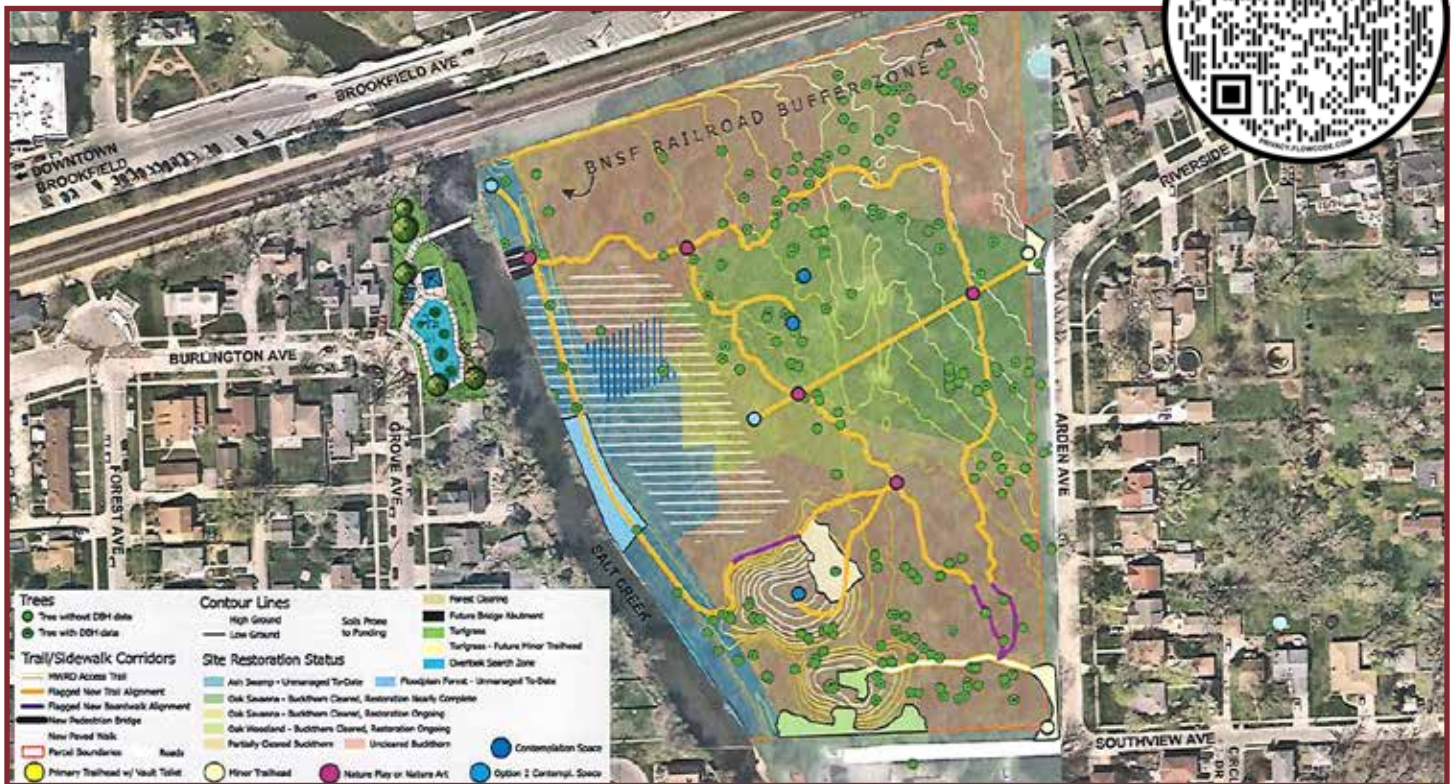 PRIVACY.FLOWCODE.COM
BROOKFIELD AVE
DOWNTOWN
BROOKFIELD
BNSF RAILROAD BUFFER ZONE
RIVERSIDE
BURLINGTON AVE
FOREST AVE
GROVE AVE
ARDEN AVE
SALT CREEK
SOUTHVIEW AVE
Trees
Tree without DBH data
Tree with DBH data
Trail/Sidewalk Corridors
MWRD Access Trail
Flagged New Trail Alignment
Flagged New Boardwalk Alignment
New Pedestrian Bridge
New Paved Walk
Parcel Boundaries
Roads
Primary Trailhead w/ Vault Toilet
Contour Lines
High Ground
Low Ground
Soils Prone
to Ponding
Site Restoration Status
Ash Swamp - Unmanaged To-Date
Floodplain Forest - Unmanaged To-Date
Oak Savanna - Buckthorn Cleared, Restoration Nearly Complete
Oak Savanna - Buckthorn Cleared, Restoration Ongoing
Oak Woodland - Buckthorn Cleared, Restoration Ongoing
Partially Cleared Buckthorn
Uncleared Buckthorn
Minor Trailhead
Nature Play or Nature Art
Forest Clearing
Future Bridge Abutment
Turfgrass
Turfgrass - Future Minor Trailhead
Overlook Search Zone
Contemplation Space
Option 2 Contempl. Space